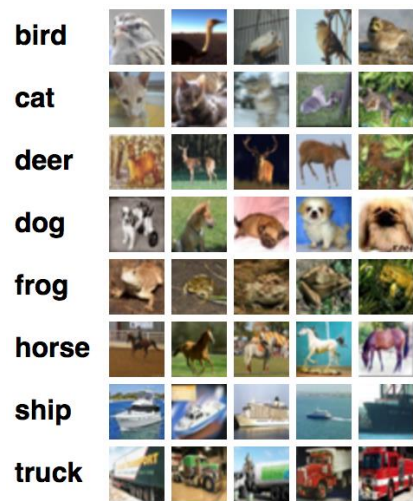 bird
cat
deer
dog
frog
horse
ship
truck